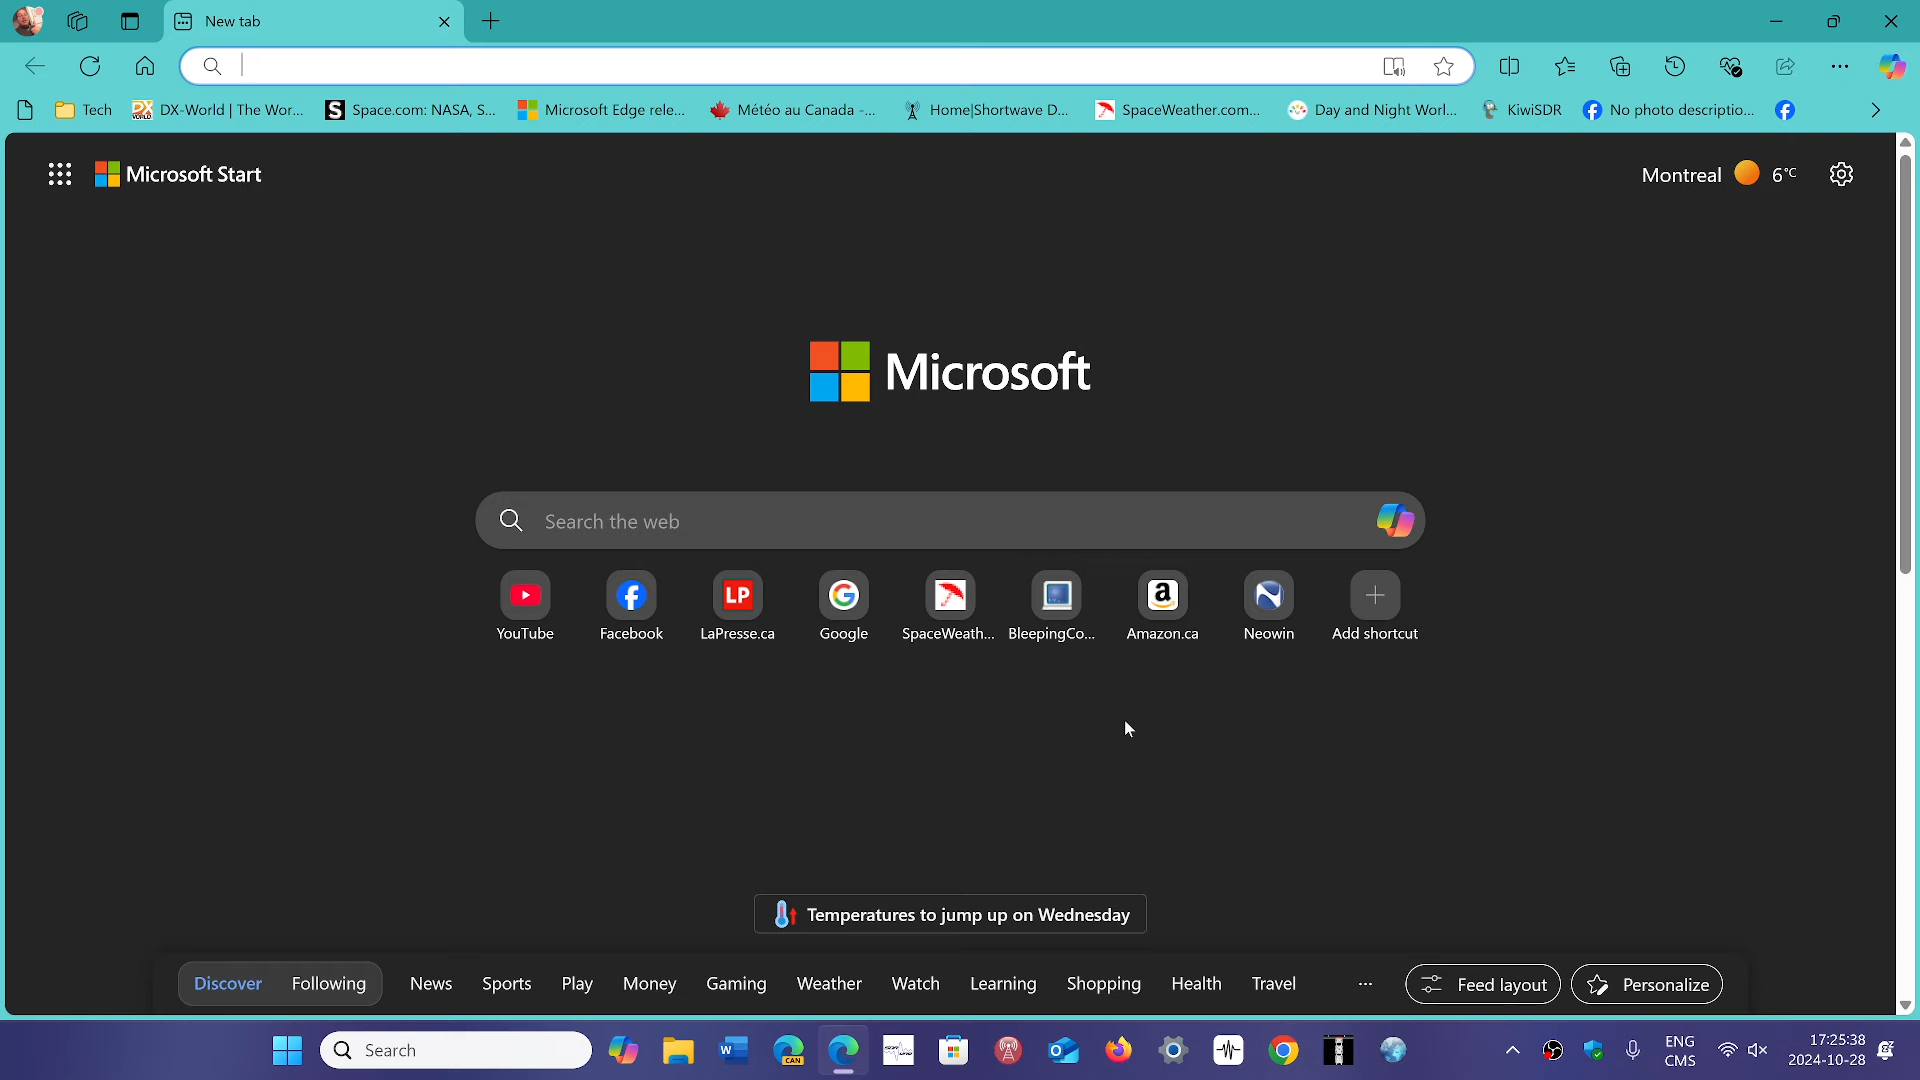 New tab
Tech
DX-World | The Wor...
Space.com: NASA, S...
Microsoft Edge rele...
Météo au Canada -...
Home|Shortwave D...
SpaceWeather.com...
Day and Night Worl...
KiwiSDR
No photo descriptio...
Microsoft Start
Montreal 6°C
Microsoft
Search the web
YouTube
Facebook
LP
LaPresse.ca
Google
SpaceWeath...
BleepingCo...
Amazon.ca
Neowin
Add shortcut
Temperatures to jump up on Wednesday
Discover Following News Sports Play Money Gaming Weather Watch Learning Shopping Health Travel ... Feed layout Personalize
Search
CAN
ENG
CMS
17:25:38
2024-10-28